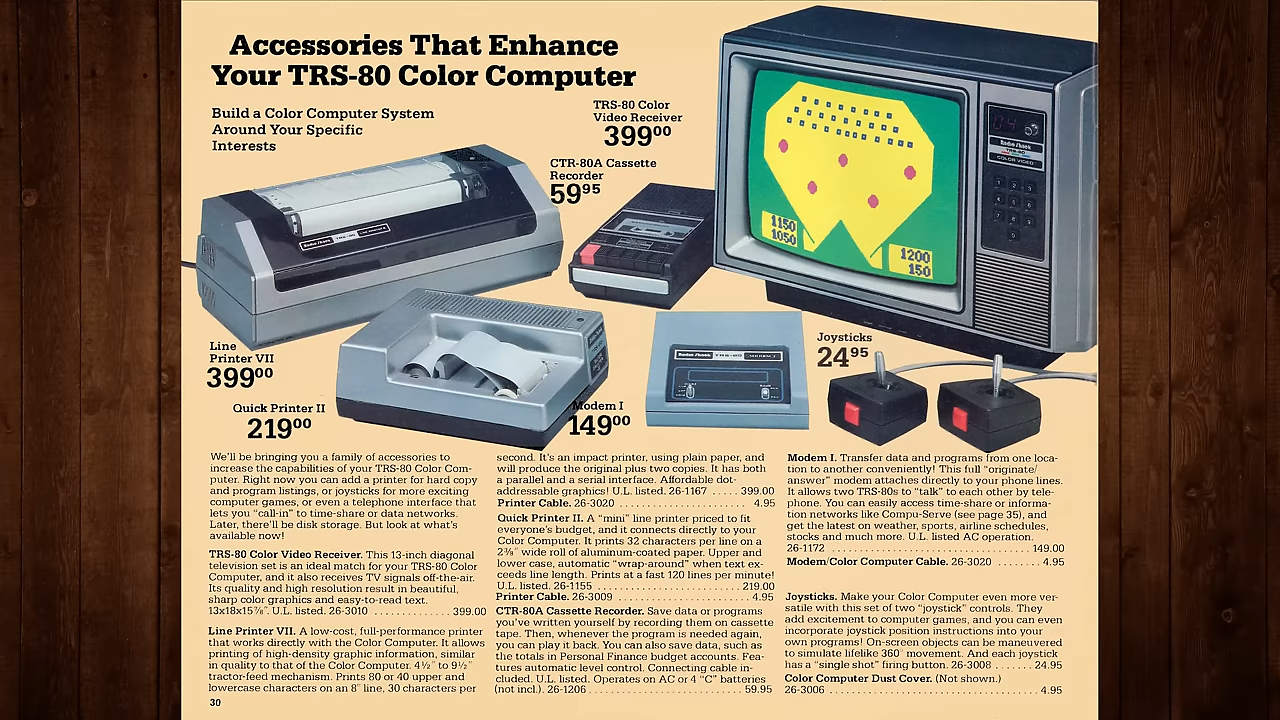 Accessories That Enhance
Your TRS-80 Color Computer
Build a Color Computer System
Around Your Specific
Interests
TRS-80 Color
Video Receiver
399⁰⁰
CTR-80A Cassette
Recorder
59⁹⁵
04
Radio Shack
TRS-80
COLOR VIDEO
1 2 3
4 5 6
7 8 9
0
1150
1050
1200
150
Radio Shack TRS-80
Line
Printer VII
399⁰⁰
Quick Printer II
219⁰⁰
Modem I
149⁰⁰
Radio Shack TRS-80 MODEM I
Joysticks
24⁹⁵
We'll be bringing you a family of accessories to
increase the capabilities of your TRS-80 Color Com-
puter. Right now you can add a printer for hard copy
and program listings, or joysticks for more exciting
computer games, or even a telephone interface that
lets you "call-in" to time-share or data networks.
Later, there'll be disk storage. But look at what's
available now!
TRS-80 Color Video Receiver. This 13-inch diagonal
television set is an ideal match for your TRS-80 Color
Computer, and it also receives TV signals off-the-air.
Its quality and high resolution result in beautiful,
sharp color graphics and easy-to-read text.
13x18x15⅞". U.L. listed. 26-3010 ............. 399.00
Line Printer VII. A low-cost, full-performance printer
that works directly with the Color Computer. It allows
printing of high-density graphic information, similar
in quality to that of the Color Computer. 4½" to 9½"
tractor-feed mechanism. Prints 80 or 40 upper and
lowercase characters on an 8" line, 30 characters per
30
second. It's an impact printer, using plain paper, and
will produce the original plus two copies. It has both
a parallel and a serial interface. Affordable dot-
addressable graphics! U.L. listed. 26-1167 ..... 399.00
Printer Cable. 26-3020 ....................... 4.95
Quick Printer II. A "mini" line printer priced to fit
everyone's budget, and it connects directly to your
Color Computer. It prints 32 characters per line on a
2⅜" wide roll of aluminum-coated paper. Upper and
lower case, automatic "wrap-around" when text ex-
ceeds line length. Prints at a fast 120 lines per minute!
U.L. listed. 26-1155 ......................... 219.00
Printer Cable. 26-3009 ....................... 4.95
CTR-80A Cassette Recorder. Save data or programs
you've written yourself by recording them on cassette
tape. Then, whenever the program is needed again,
you can play it back. You can also save data, such as
the totals in Personal Finance budget accounts. Fea-
tures automatic level control. Connecting cable in-
cluded. U.L. listed. Operates on AC or 4 "C" batteries
(not incl.). 26-1206 ......................... 59.95
Modem I. Transfer data and programs from one loca-
tion to another conveniently! This full "originate/
answer" modem attaches directly to your phone lines.
It allows two TRS-80s to "talk" to each other by tele-
phone. You can easily access time-share or informa-
tion networks like Compu-Serve (see page 35), and
get the latest on weather, sports, airline schedules,
stocks and much more. U.L. listed AC operation.
26-1172 ..................................... 149.00
Modem/Color Computer Cable. 26-3020 ........ 4.95
Joysticks. Make your Color Computer even more ver-
satile with this set of two "joystick" controls. They
add excitement to computer games, and you can even
incorporate joystick position instructions into your
own programs! On-screen objects can be maneuvered
to simulate lifelike 360° movement. And each joystick
has a "single shot" firing button. 26-3008 ....... 24.95
Color Computer Dust Cover. (Not shown.)
26-3006 ..................................... 4.95